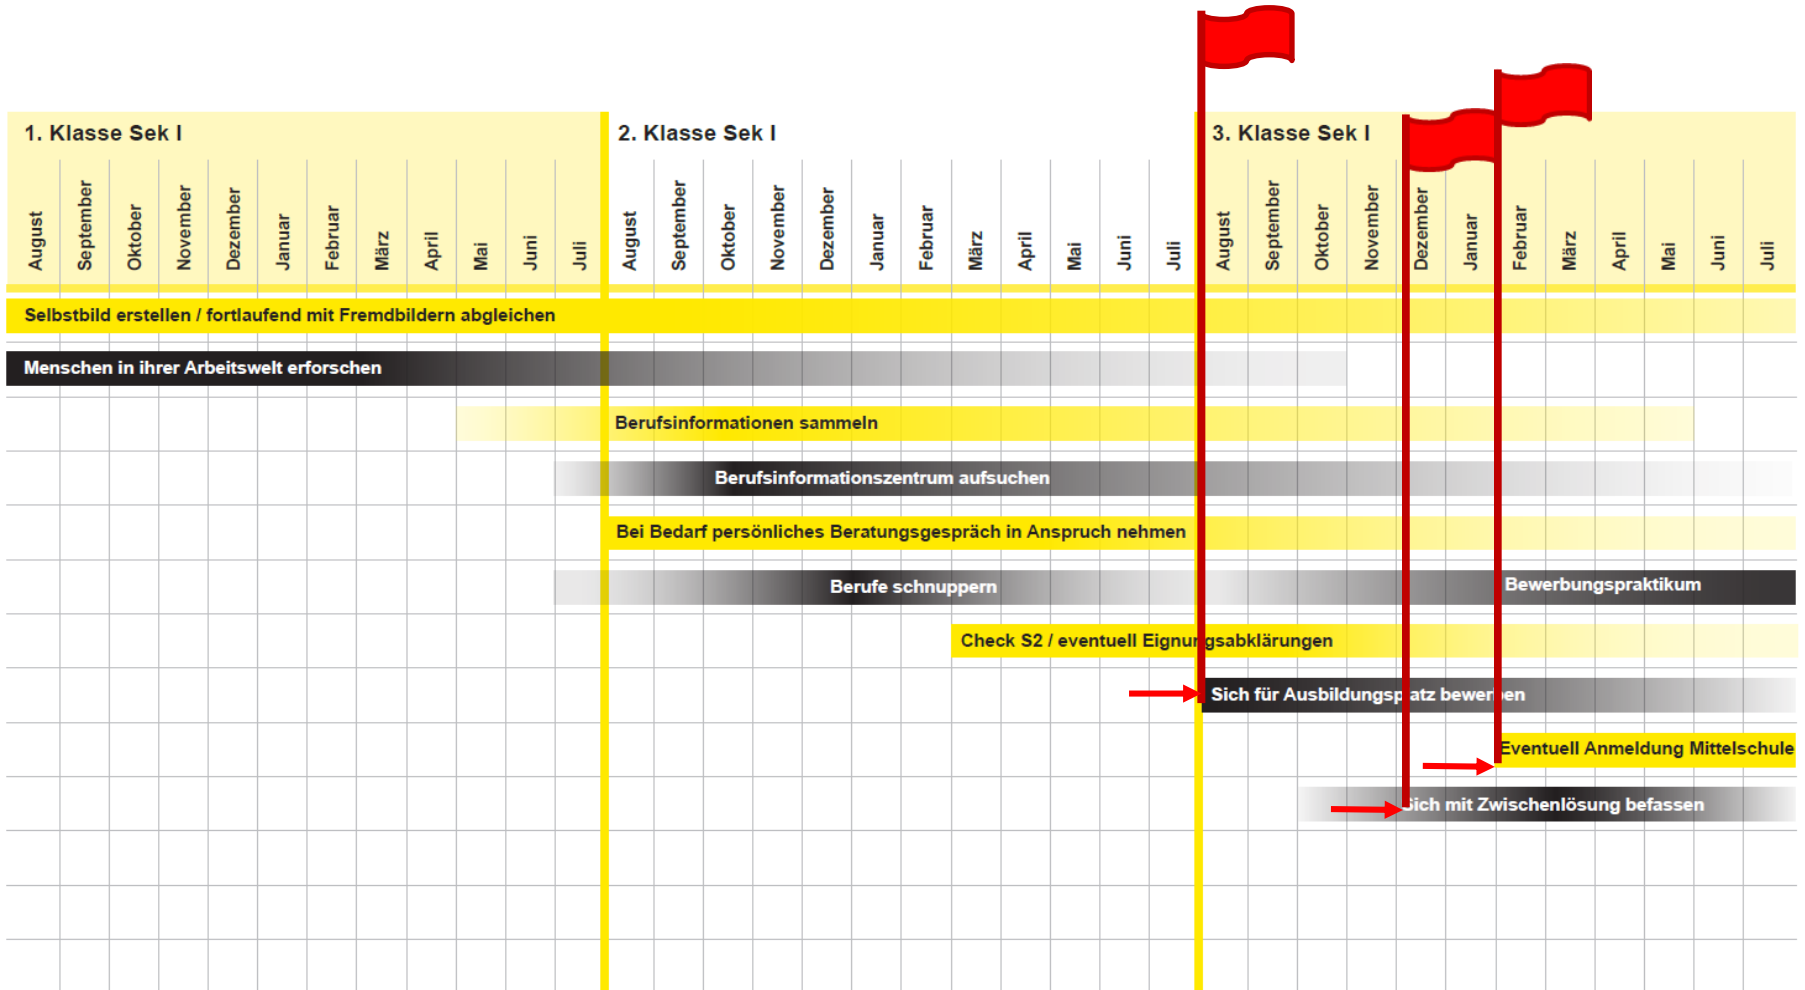 1. Klasse Sek I
2. Klasse Sek I
3. Klasse Sek I
August
September
Oktober
November
Dezember
Januar
Februar
März
April
Mai
Juni
Juli
August
September
Oktober
November
Dezember
Januar
Februar
März
April
Mai
Juni
Juli
August
September
Oktober
November
Dezember
Januar
Februar
März
April
Mai
Juni
Juli
Selbstbild erstellen / fortlaufend mit Fremdbildern abgleichen
Menschen in ihrer Arbeitswelt erforschen
Berufsinformationen sammeln
Berufsinformationszentrum aufsuchen
Bei Bedarf persönliches Beratungsgespräch in Anspruch nehmen
Berufe schnuppern
Bewerbungspraktikum
Check S2 / eventuell Eignungsabklärungen
Sich für Ausbildungsplatz bewerben
Eventuell Anmeldung Mittelschule
Sich mit Zwischenlösung befassen